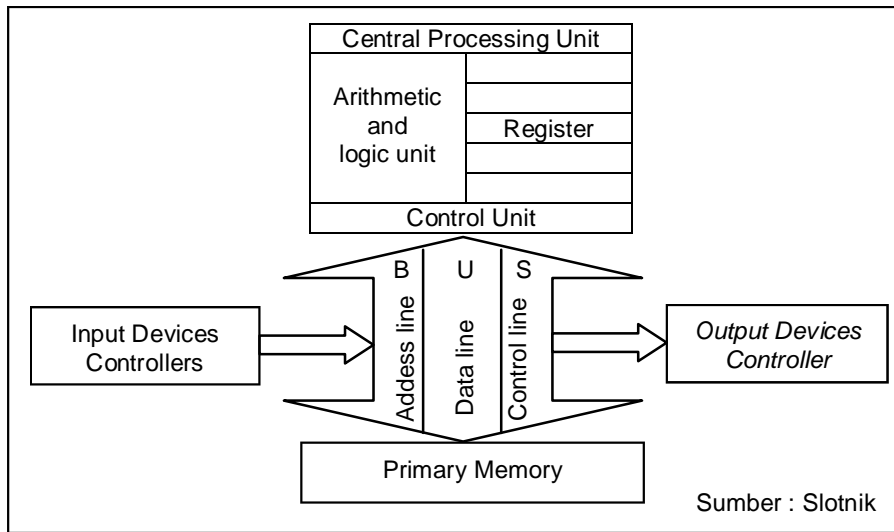 Central Processing Unit
Arithmetic
and
logic unit
Register
Control Unit
B U S
Addess line
Data line
Control line
Input Devices
Controllers
Output Devices
Controller
Primary Memory
Sumber : Slotnik